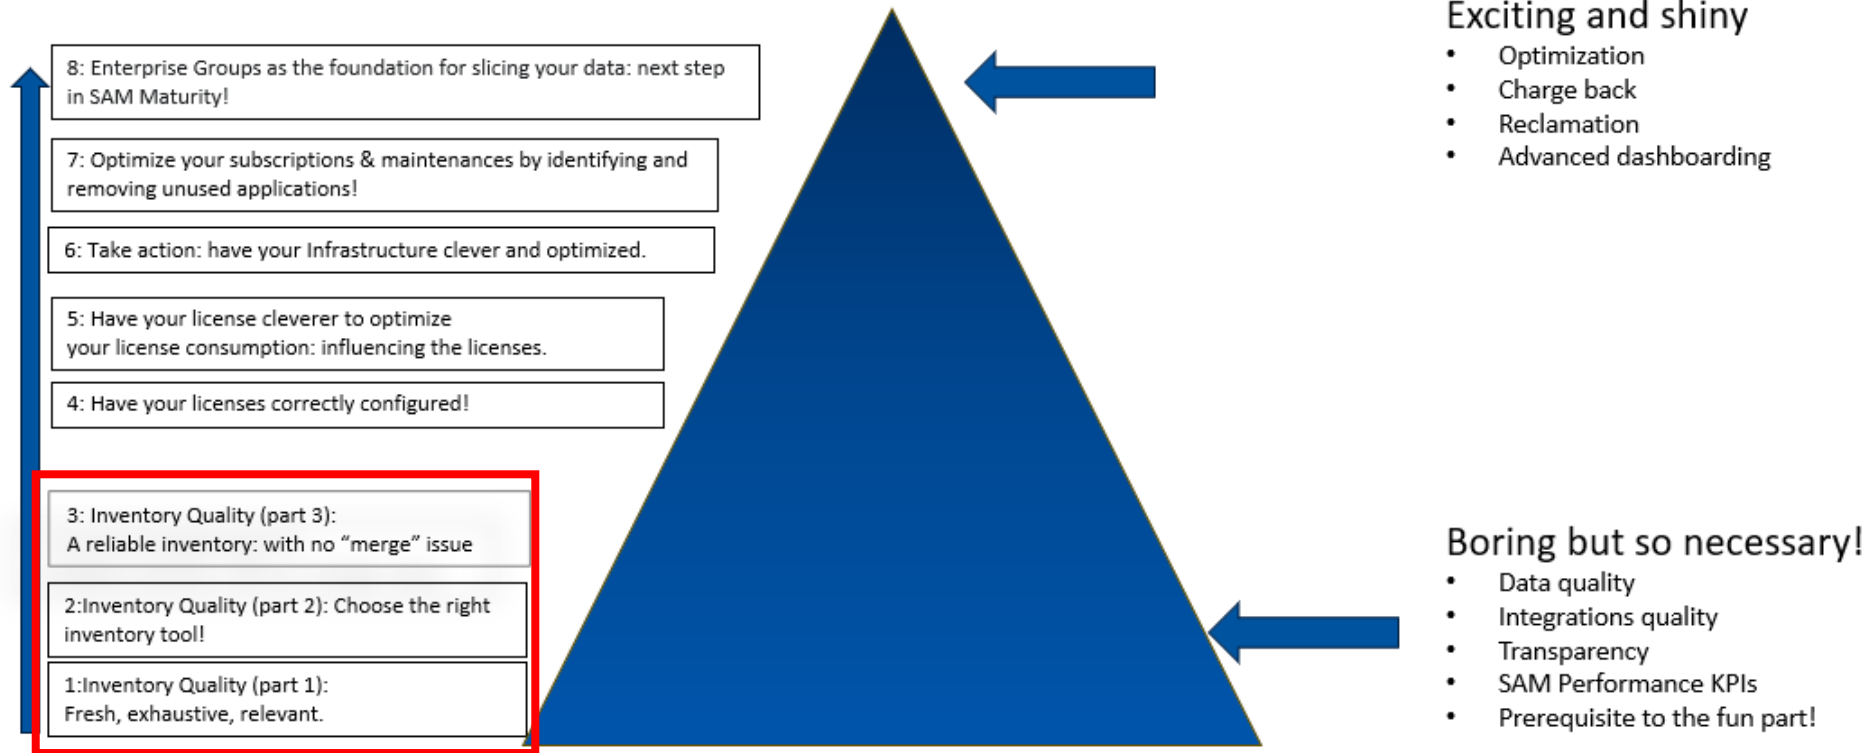 8: Enterprise Groups as the foundation for slicing your data: next step
in SAM Maturity!
7: Optimize your subscriptions & maintenances by identifying and
removing unused applications!
6: Take action: have your Infrastructure clever and optimized.
5: Have your license cleverer to optimize
your license consumption: influencing the licenses.
4: Have your licenses correctly configured!
3: Inventory Quality (part 3):
A reliable inventory: with no “merge” issue
2:Inventory Quality (part 2): Choose the right
inventory tool!
1:Inventory Quality (part 1):
Fresh, exhaustive, relevant.
Exciting and shiny
• Optimization
• Charge back
• Reclamation
• Advanced dashboarding
Boring but so necessary!
• Data quality
• Integrations quality
• Transparency
• SAM Performance KPIs
• Prerequisite to the fun part!